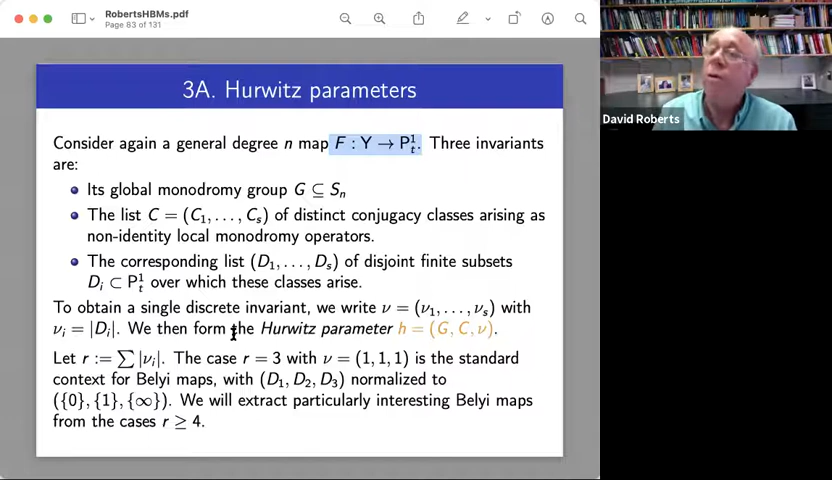 RobertsHBMs.pdf
Page 83 of 131
3A. Hurwitz parameters
Consider again a general degree n map F : Y → P¹ₜ. Three invariants
are:
Its global monodromy group G ⊆ Sₙ
The list C = (C₁, . . . , Cₛ) of distinct conjugacy classes arising as
non-identity local monodromy operators.
The corresponding list (D₁, . . . , Dₛ) of disjoint finite subsets
Dᵢ ⊂ P¹ₜ over which these classes arise.
To obtain a single discrete invariant, we write ν = (ν₁, . . . , νₛ) with
νᵢ = |Dᵢ|. We then form the Hurwitz parameter h = (G, C, ν).
Let r := ∑ |νᵢ|. The case r = 3 with ν = (1, 1, 1) is the standard
context for Belyi maps, with (D₁, D₂, D₃) normalized to
({0}, {1}, {∞}). We will extract particularly interesting Belyi maps
from the cases r ≥ 4.
David Roberts